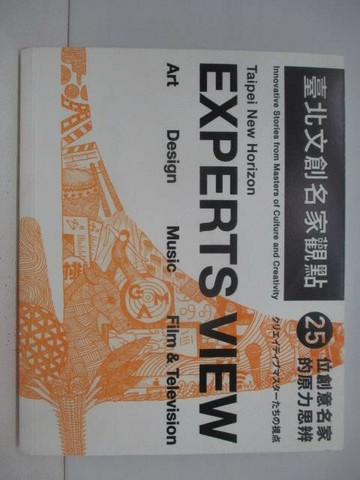 臺北文創名家觀點
25位創意名家
的原力思辨
Innovative Stories from Masters of Culture and Creativity
クリエイティブマスターたちの視点
Taipei New Horizon
EXPERTS VIEW
Art Design Music Film & Television